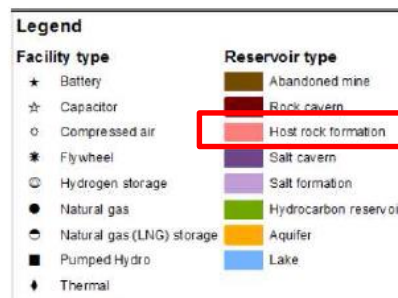 Legend
Facility type
Battery
Capacitor
Compressed air
Flywheel
Hydrogen storage
Natural gas
Natural gas (LNG) storage
Pumped Hydro
Thermal
Reservoir type
Abandoned mine
Rock cavern
Host rock formation
Salt cavern
Salt formation
Hydrocarbon reservoi
Aquifer
Lake